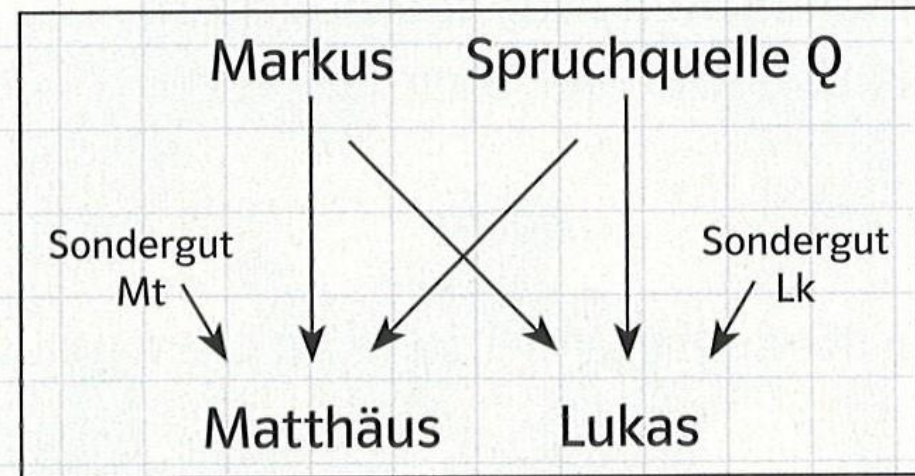 Markus Spruchquelle Q
Sondergut
Mt
Sondergut
Lk
Matthäus Lukas